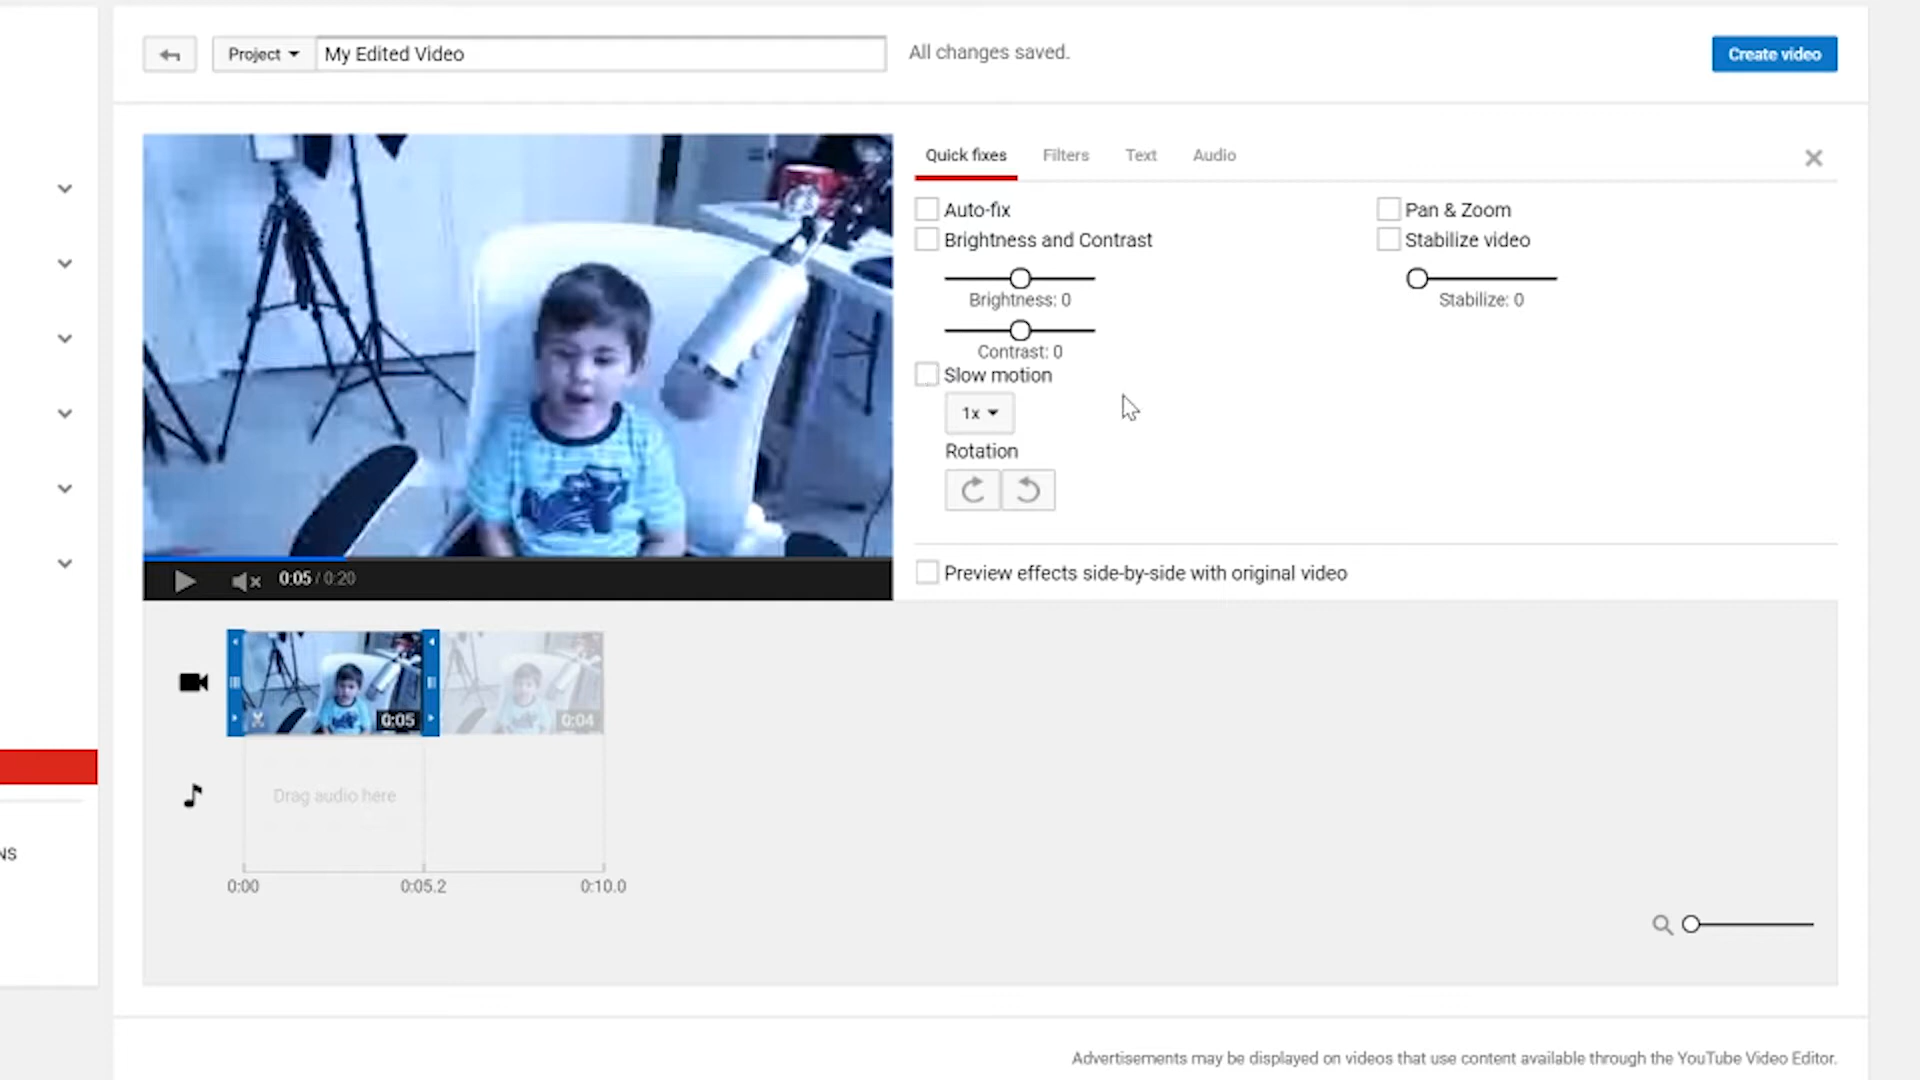 Project
My Edited Video
All changes saved.
Create video
Quick fixes
Filters
Text
Audio
Auto-fix
Pan & Zoom
Brightness and Contrast
Stabilize video
Brightness: 0
Stabilize: 0
Contrast: 0
Slow motion
1x
Rotation
Preview effects side-by-side with original video
0:05 / 0:20
0:05
0:04
Drag audio here
NS
0:00
0:05.2
0:10.0
Advertisements may be displayed on videos that use content available through the YouTube Video Editor.